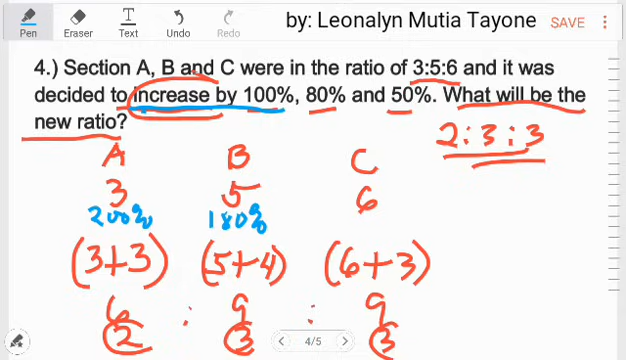 by: Leonalyn Mutia Tayone
Pen Eraser Text Undo Redo SAVE
4.) Section A, B and C were in the ratio of 3:5:6 and it was
decided to increase by 100%, 80% and 50%. What will be the
new ratio?
2:3:3
A B C
3 5 6
200% 180%
(3+3) (5+4) (6+3)
6 : 9 : 9
2 3 3
4/5